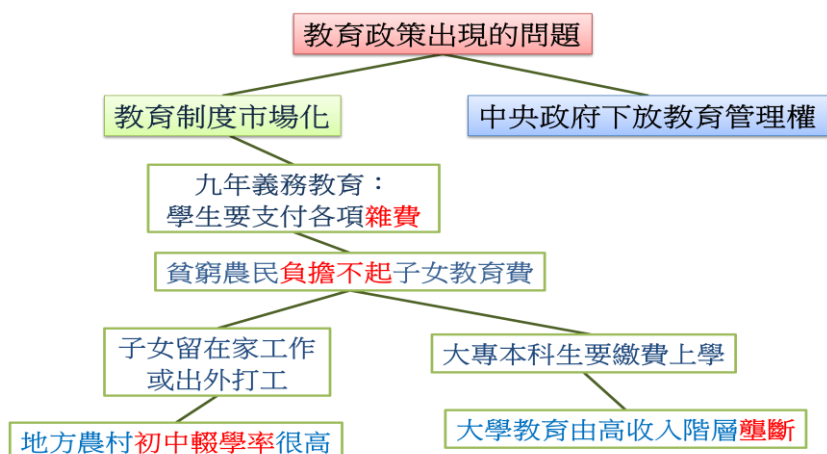 教育政策出現的問題
教育制度市場化
中央政府下放教育管理權
九年義務教育：
學生要支付各項雜費
貧窮農民負擔不起子女教育費
子女留在家工作
或出外打工
大專本科生要繳費上學
地方農村初中輟學率很高
大學教育由高收入階層壟斷